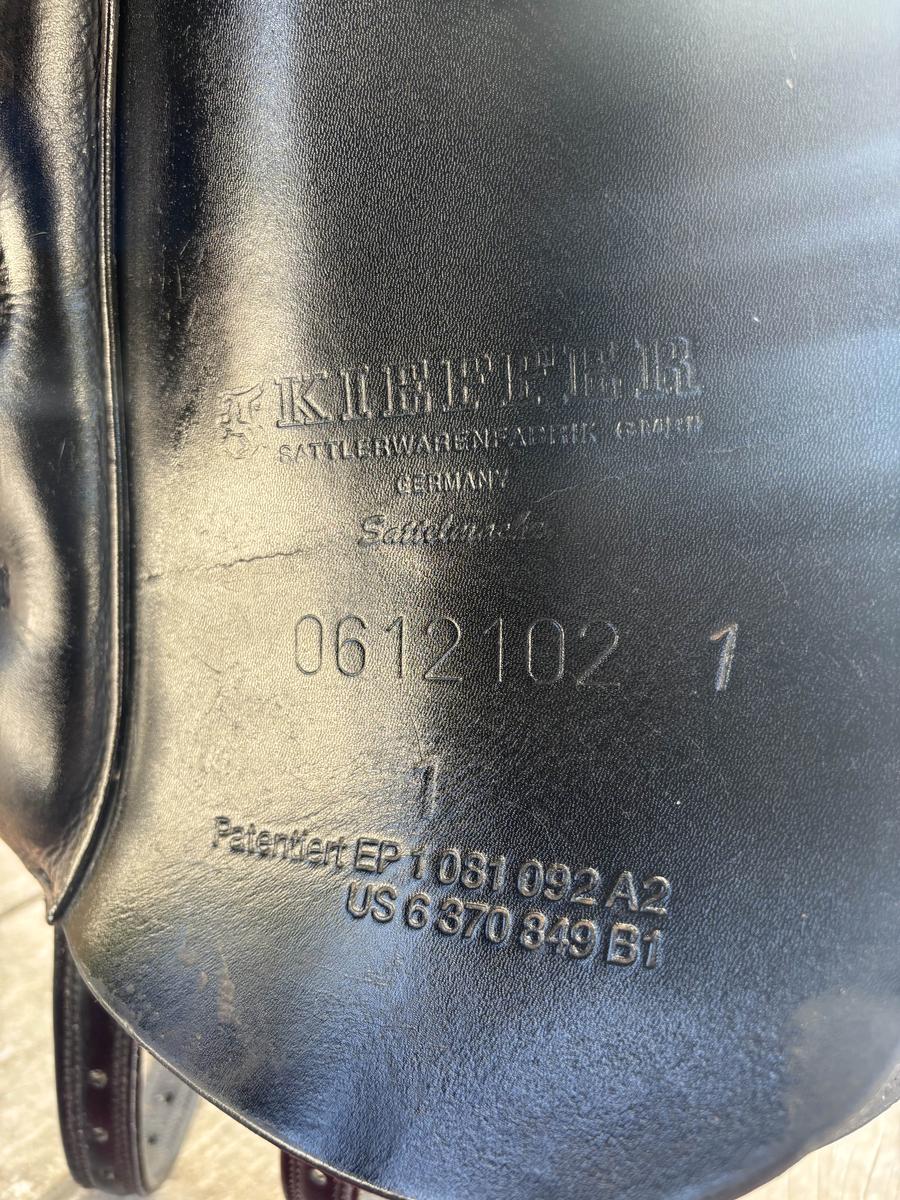 KIEFFER
SATTLERWARENFABRIK GMBH
GERMANY
0612102 1
1
Patentiert EP 1 081 092 A2
US 6 370 849 B1